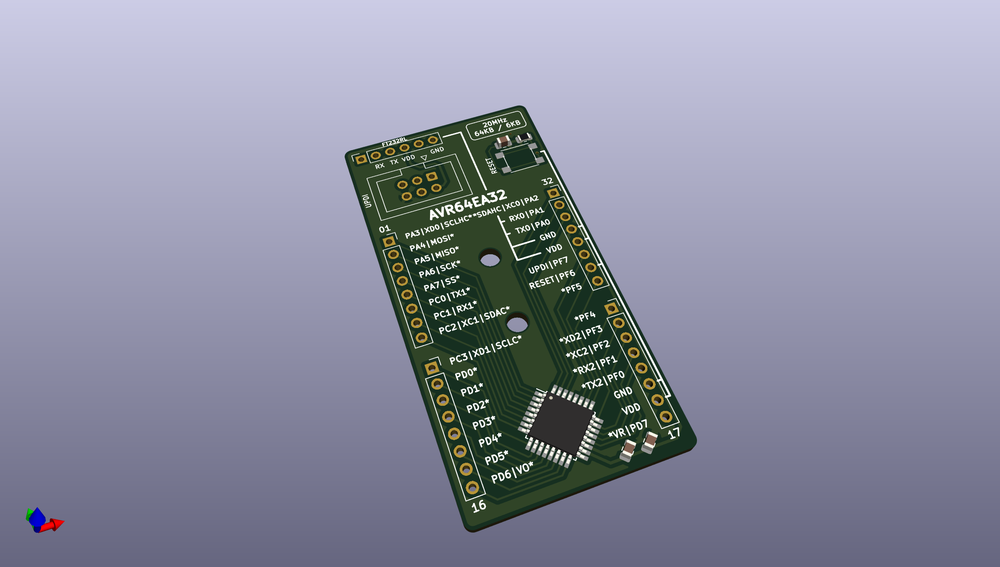 20MHz
64KB / 6KB
FT232RL
RX TX VDD GND
RESET
UPDI
AVR64EA32
01
32
PA3|XD0|SCLHC*
*SDAHC|XC0|PA2
PA4|MOSI*
RX0|PA1
PA5|MISO*
TX0|PA0
PA6|SCK*
GND
PA7|SS*
VDD
PC0|TX1*
UPDI|PF7
PC1|RX1*
RESET|PF6
PC2|XC1|SDAC*
*PF5
PC3|XD1|SCLC*
*PF4
PD0*
*XD2|PF3
PD1*
*XC2|PF2
PD2*
*RX2|PF1
PD3*
*TX2|PF0
PD4*
GND
PD5*
VDD
PD6|VO*
*VR|PD7
16
17